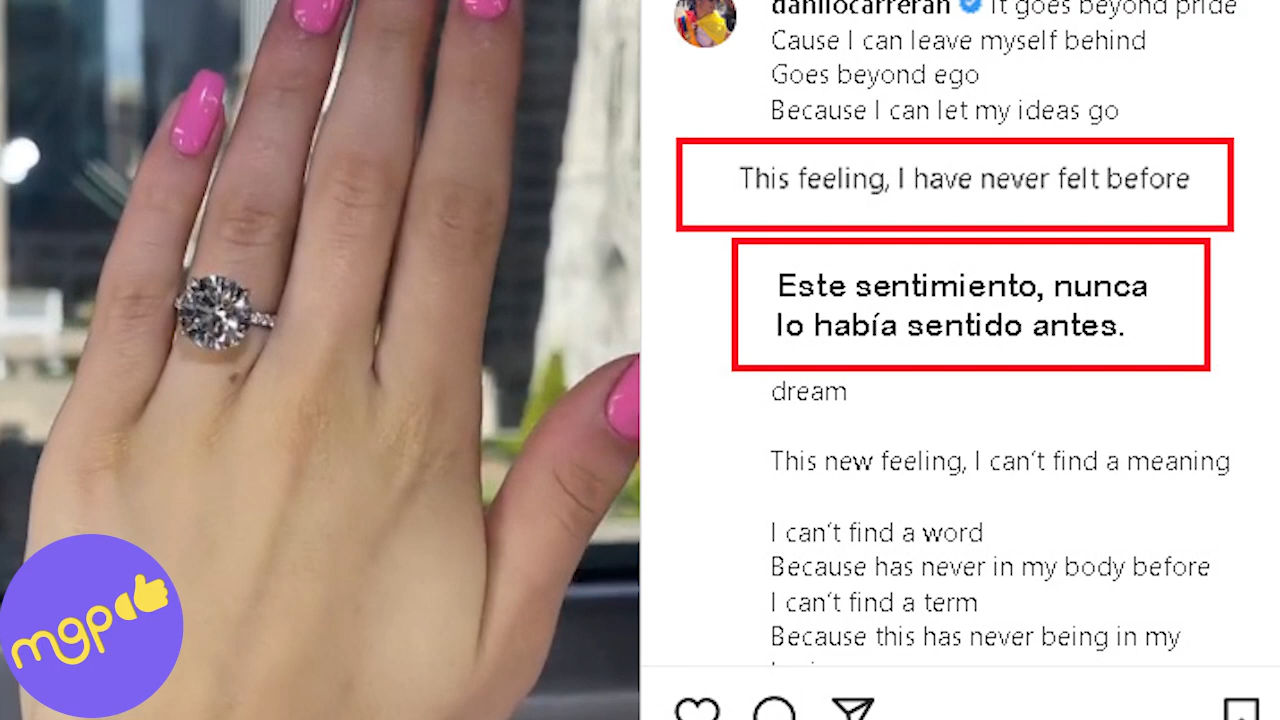 danilocarreran It goes beyond pride
Cause I can leave myself behind
Goes beyond ego
Because I can let my ideas go
This feeling, I have never felt before
Este sentimiento, nunca
lo había sentido antes.
dream
This new feeling, I can't find a meaning
I can't find a word
Because has never in my body before
I can't find a term
Because this has never being in my
mgp